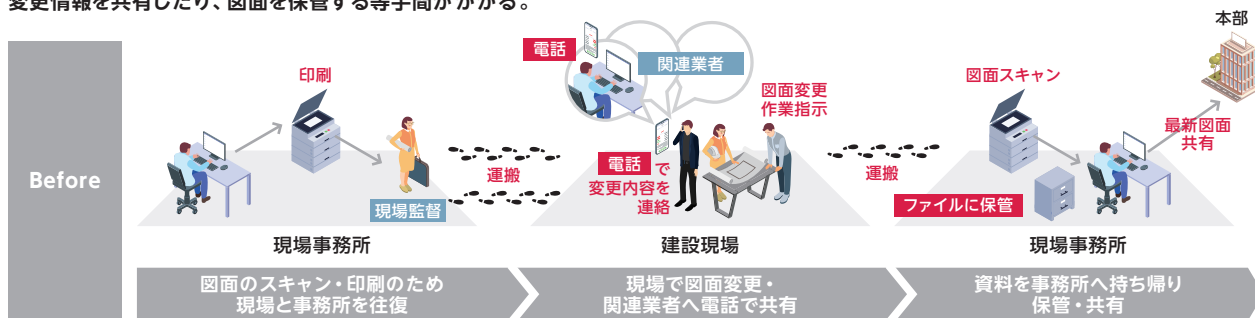 変更情報を共有したり、図面を保管する等手間がかかる。
本部
電話
関連業者
印刷
図面スキャン
図面変更
作業指示
最新図面
共有
Before
運搬
電話 で
変更内容を
連絡
運搬
現場監督
ファイルに保管
現場事務所
建設現場
現場事務所
図面のスキャン・印刷のため
現場と事務所を往復
現場で図面変更・
関連業者へ電話で共有
資料を事務所へ持ち帰り
保管・共有